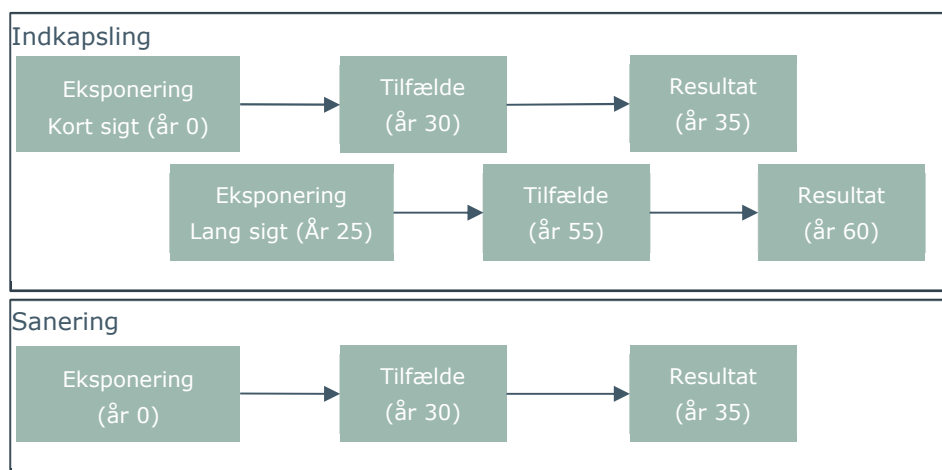 Indkapsling
Eksponering
Kort sigt (år 0)
Tilfælde
(år 30)
Resultat
(år 35)
Eksponering
Lang sigt (År 25)
Tilfælde
(år 55)
Resultat
(år 60)
Sanering
Eksponering
(år 0)
Tilfælde
(år 30)
Resultat
(år 35)